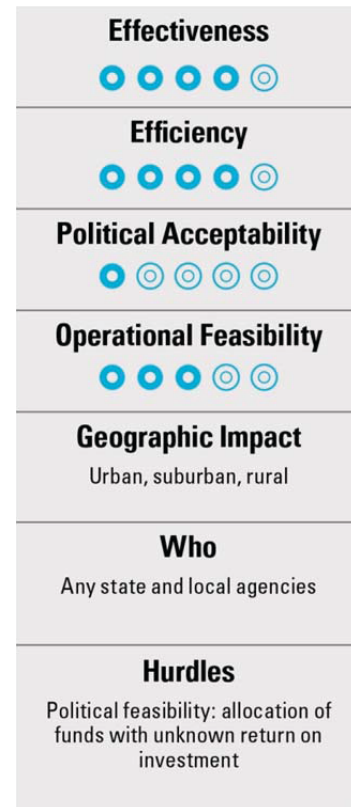 Effectiveness
Efficiency
Political Acceptability
Operational Feasibility
Geographic Impact
Urban, suburban, rural
Who
Any state and local agencies
Hurdles
Political feasibility: allocation of
funds with unknown return on
investment